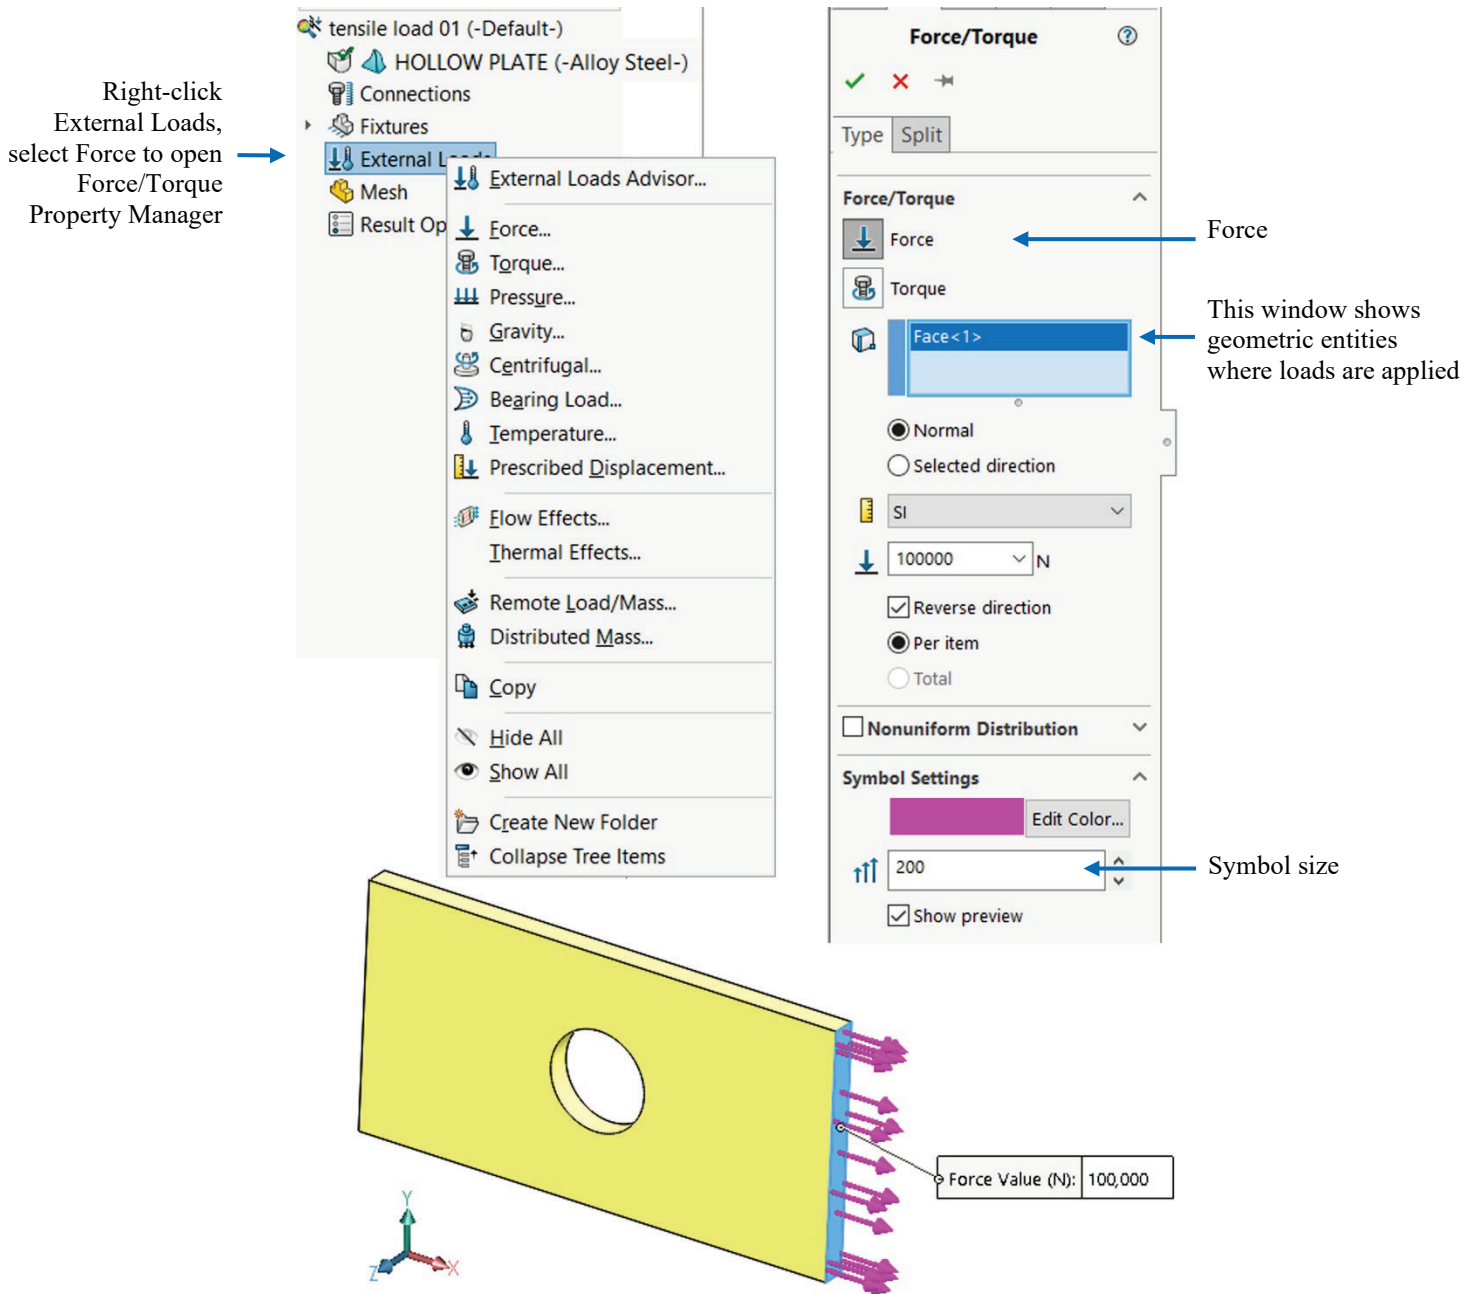 Right-click
External Loads,
select Force to open
Force/Torque
Property Manager
tensile load 01 (-Default-)
HOLLOW PLATE (-Alloy Steel-)
Connections
Fixtures
External Loads
Mesh
Result Op
External Loads Advisor...
Force...
Torque...
Pressure...
Gravity...
Centrifugal...
Bearing Load...
Temperature...
Prescribed Displacement...
Flow Effects...
Thermal Effects...
Remote Load/Mass...
Distributed Mass...
Copy
Hide All
Show All
Create New Folder
Collapse Tree Items
Force/Torque
?
Type Split
Force/Torque
Force
Torque
Face<1>
Normal
Selected direction
SI
100000 N
Reverse direction
Per item
Total
Nonuniform Distribution
Symbol Settings
Edit Color...
200
Show preview
Force
This window shows
geometric entities
where loads are applied
Symbol size
Force Value (N): 100,000
Y
Z
X